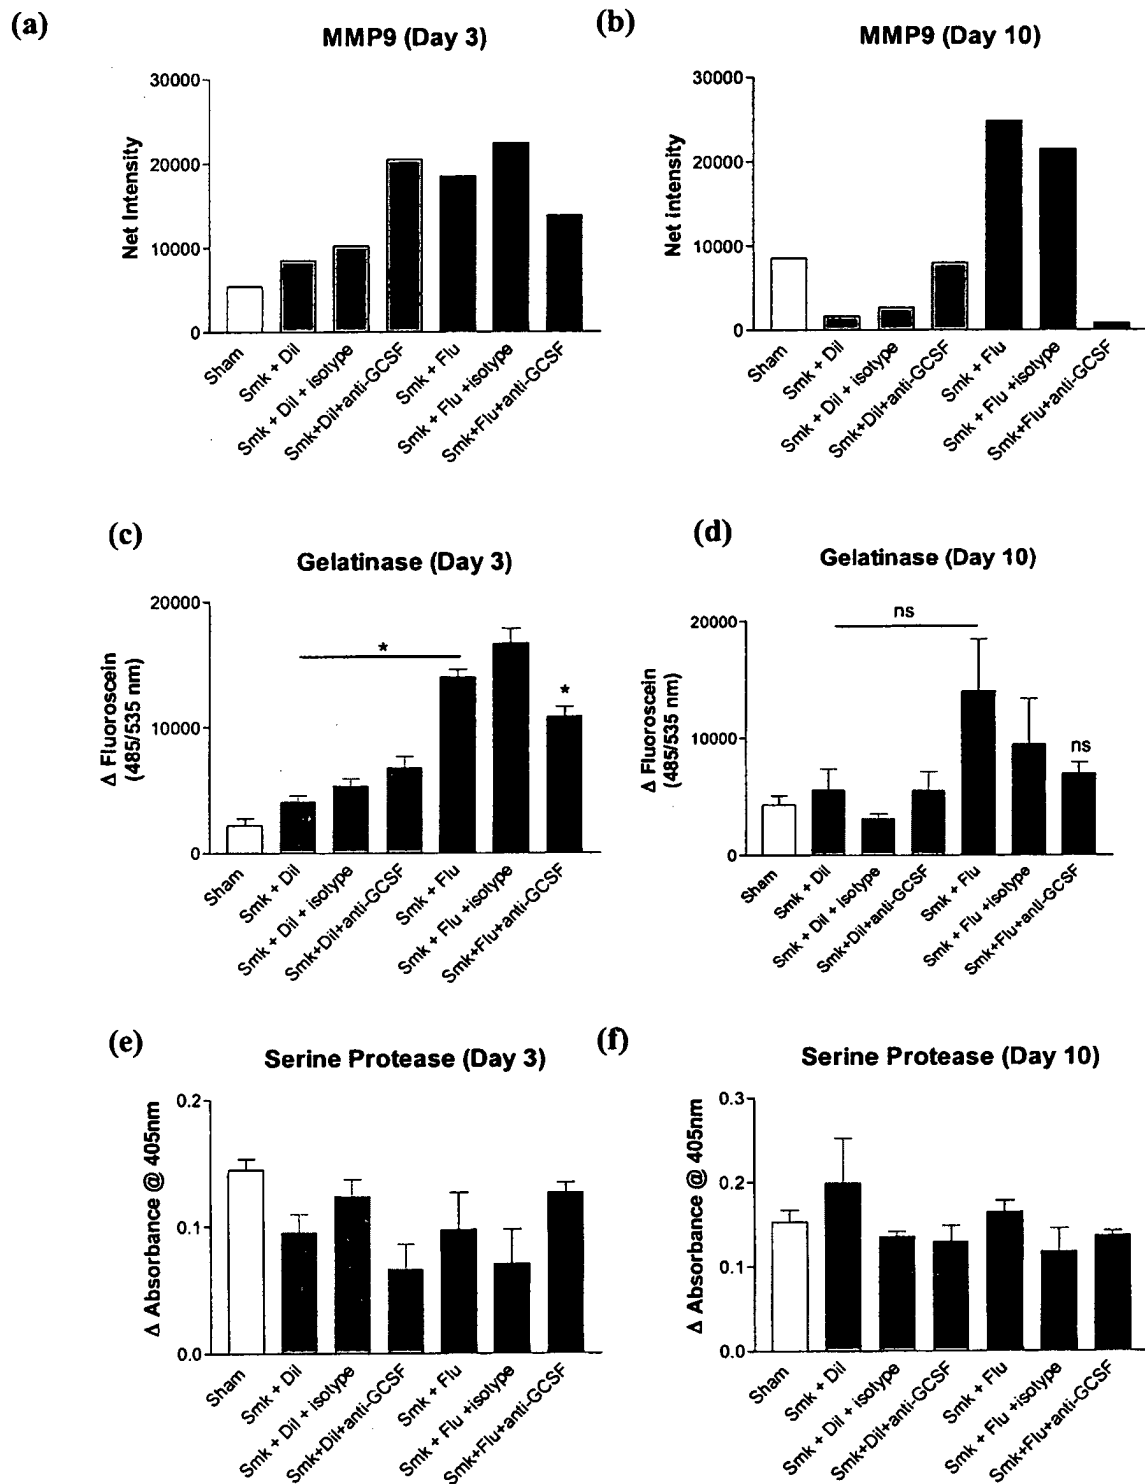 (a)
MMP9 (Day 3)
30000
20000
10000
0
Net Intensity
Sham
Smk + Dil
Smk + Dil + isotype
Smk+Dil+anti-GCSF
Smk + Flu
Smk + Flu +isotype
Smk+Flu+anti-GCSF
(b)
MMP9 (Day 10)
30000
20000
10000
0
Net Intensity
Sham
Smk + Dil
Smk + Dil + isotype
Smk+Dil+anti-GCSF
Smk + Flu
Smk + Flu +isotype
Smk+Flu+anti-GCSF
(c)
Gelatinase (Day 3)
20000
10000
0
Δ Fluoroscein
(485/535 nm)
*
*
Sham
Smk + Dil
Smk + Dil + isotype
Smk+Dil+anti-GCSF
Smk + Flu
Smk + Flu +isotype
Smk+Flu+anti-GCSF
(d)
Gelatinase (Day 10)
20000
10000
0
Δ Fluoroscein
(485/535 nm)
ns
ns
Sham
Smk + Dil
Smk + Dil + isotype
Smk+Dil+anti-GCSF
Smk + Flu
Smk + Flu +isotype
Smk+Flu+anti-GCSF
(e)
Serine Protease (Day 3)
0.2
0.1
0.0
Δ Absorbance @ 405nm
Sham
Smk + Dil
Smk + Dil + isotype
Smk+Dil+anti-GCSF
Smk + Flu
Smk + Flu +isotype
Smk+Flu+anti-GCSF
(f)
Serine Protease (Day 10)
0.3
0.2
0.1
0.0
Δ Absorbance @ 405nm
Sham
Smk + Dil
Smk + Dil + isotype
Smk+Dil+anti-GCSF
Smk + Flu
Smk + Flu +isotype
Smk+Flu+anti-GCSF